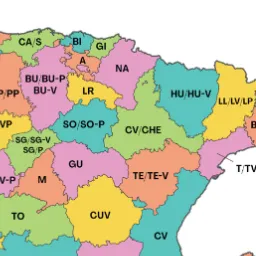 CA/S
BI
GI
A
NA
P/PP
BU/BU-P
BU-V
LR
HU/HU-V
LL/LV/LP
VP
SO/SO-P
CV/CHE
B
SG/SG-V
SG/P
GU
V-P
M
TE/TE-V
T/TV
TO
CUV
CV